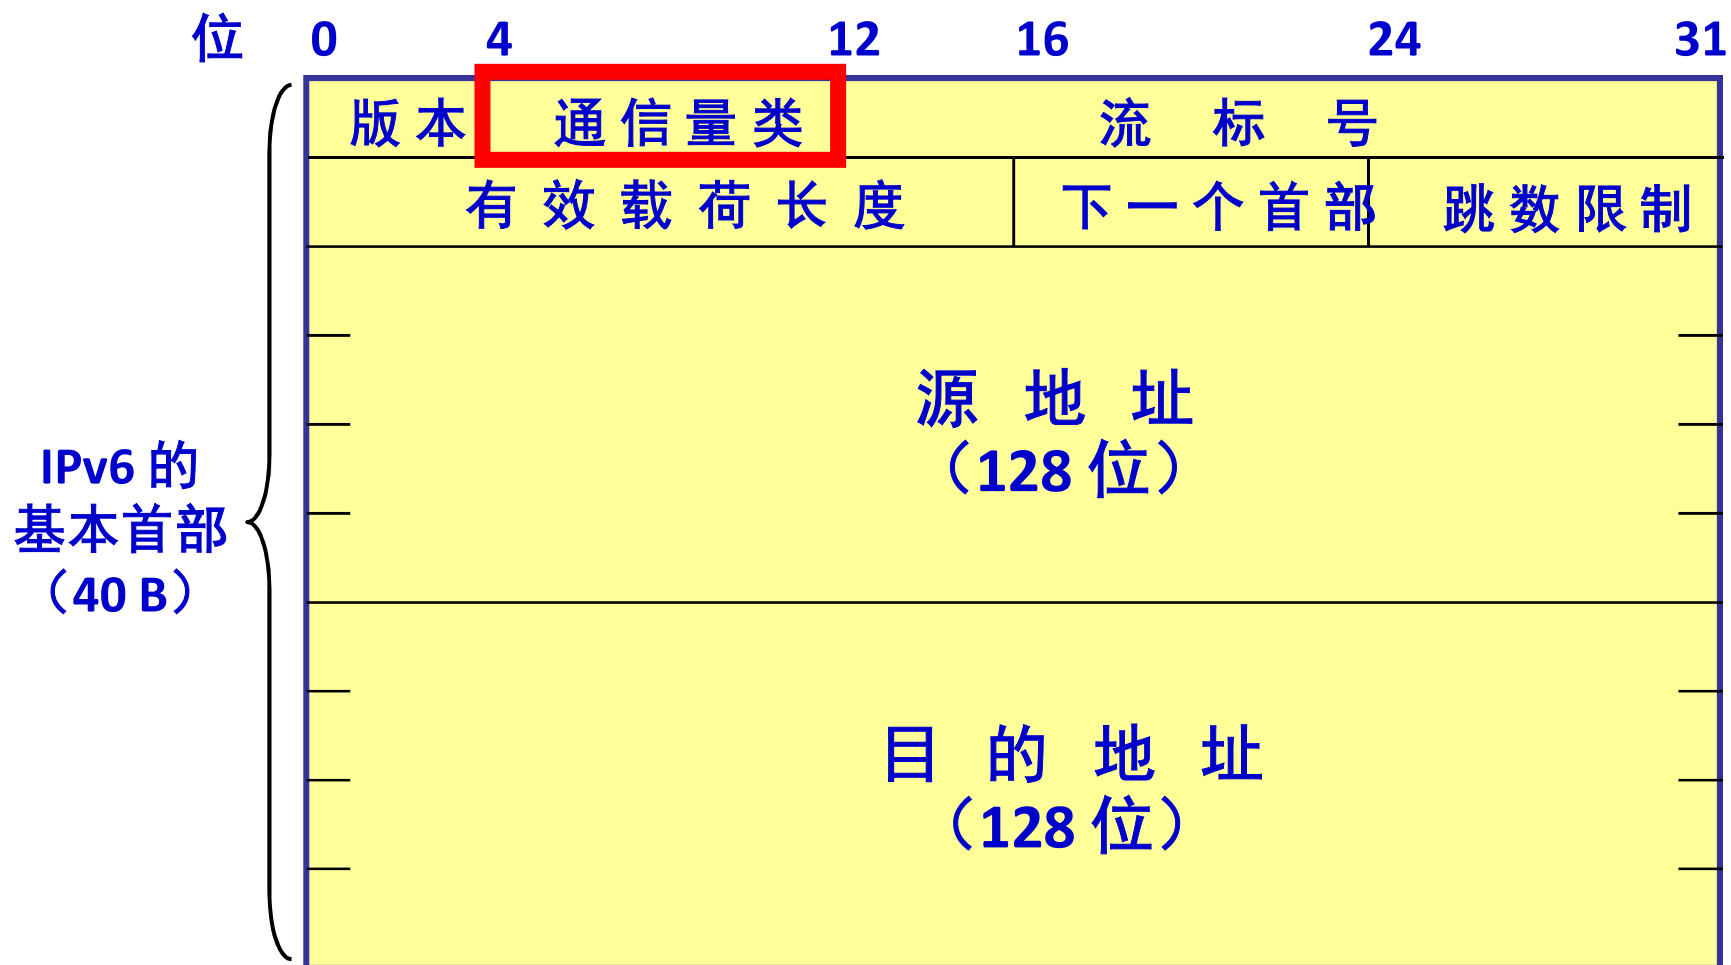 位 0 4 12 16 24 31
版本 通信量类 流标号
有效载荷长度 下一个首部 跳数限制
源地址
（128 位）
IPv6 的
基本首部
（40 B）
目的地址
（128 位）